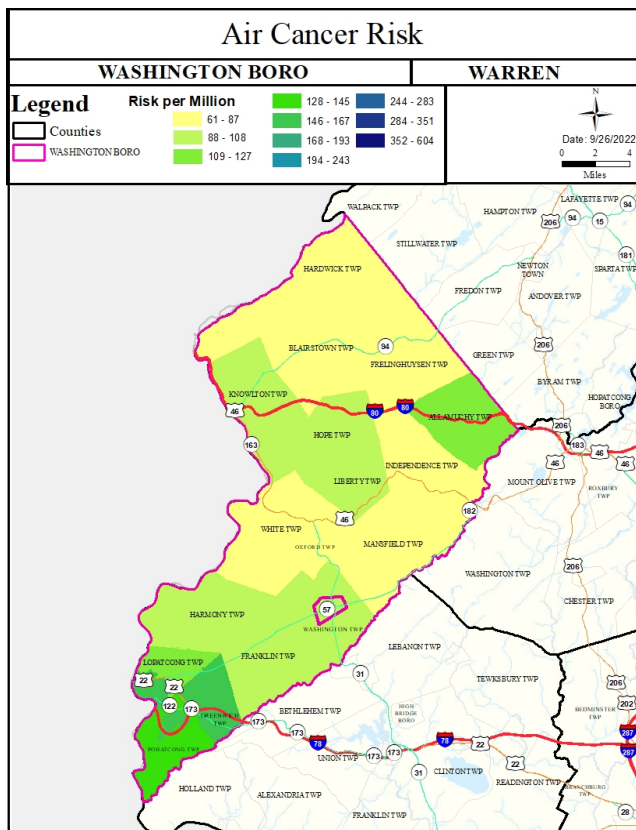 Air Cancer Risk
WASHINGTON BORO
WARREN
Legend
Counties
WASHINGTON BORO
Risk per Million
61 - 87
88 - 108
109 - 127
128 - 145
146 - 167
168 - 193
194 - 243
244 - 283
284 - 351
352 - 604
N
Date: 9/26/2022
0 2 4
Miles
WALPACK TWP
HAMPTON TWP
LAFAYETTE TWP
94
206
94
15
STILLWATER TWP
181
HARDWICK TWP
NEWTON
TOWN
SPARTA TWP
FREDON TWP
ANDOVER TWP
94
206
BLAIRSTOWN TWP
GREEN TWP
FRELINGHUYSEN TWP
BYRAM TWP
KNOWLTON TWP
HOPATCONG
BORO
46
80
80
ALLAMUCHY TWP
206
163
HOPE TWP
183
46
46
INDEPENDENCE TWP
46
LIBERTY TWP
MOUNT OLIVE TWP
ROXBURY
TWP
182
46
WHITE TWP
OXFORD TWP
MANSFIELD TWP
206
WASHINGTON TWP
CHESTER TWP
57
HARMONY TWP
WASHINGTON TWP
LEBANON TWP
FRANKLIN TWP
LOPATCONG TWP
31
TEWKSBURY TWP
22
22
206
122
173
GREENWICH
TWP
BETHLEHEM TWP
HIGH
BRIDGE
BORO
202
BEDMINSTER
TWP
173
173
78
78
287
POHATCONG TWP
UNION TWP
173
173
22
287
31
CLINTON TWP
22
HOLLAND TWP
READINGTON TWP
ALEXANDRIA TWP
BRANCHBURG
TWP
FRANKLIN TWP
28